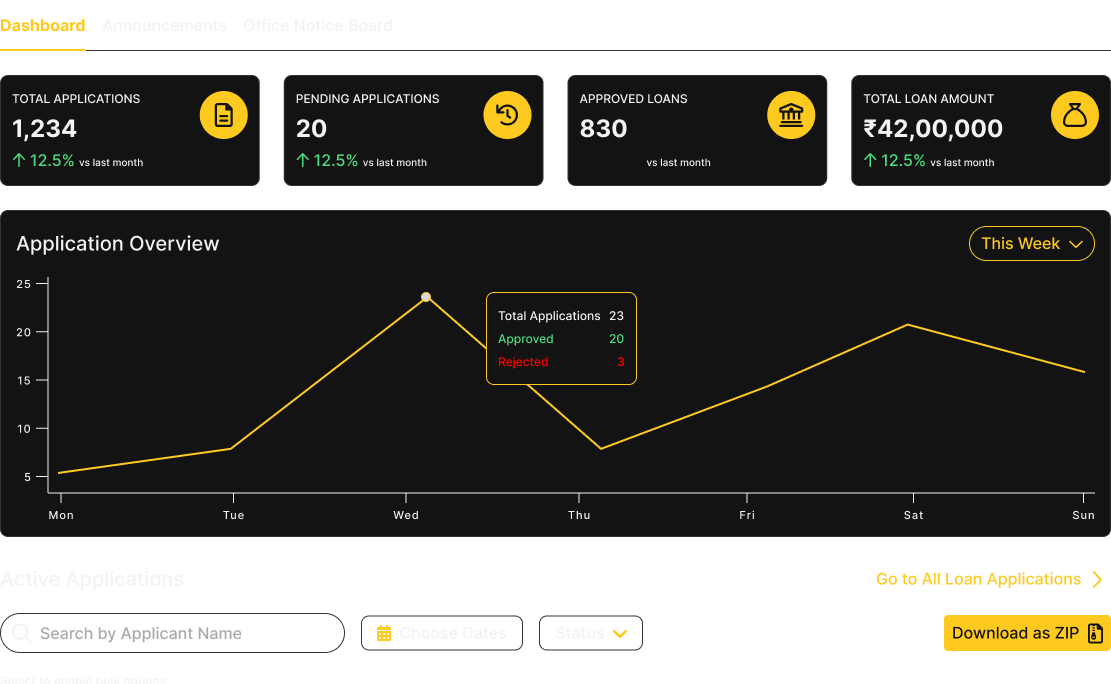 Dashboard Announcements Office Notice Board
TOTAL APPLICATIONS
1,234
12.5% vs last month
PENDING APPLICATIONS
20
12.5% vs last month
APPROVED LOANS
830
vs last month
TOTAL LOAN AMOUNT
₹42,00,000
12.5% vs last month
Application Overview
This Week
25
20
15
10
5
Total Applications 23
Approved 20
Rejected 3
Mon Tue Wed Thu Fri Sat Sun
Active Applications
Go to All Loan Applications
Search by Applicant Name
Choose Dates
Status
Download as ZIP
Select to enable bulk options